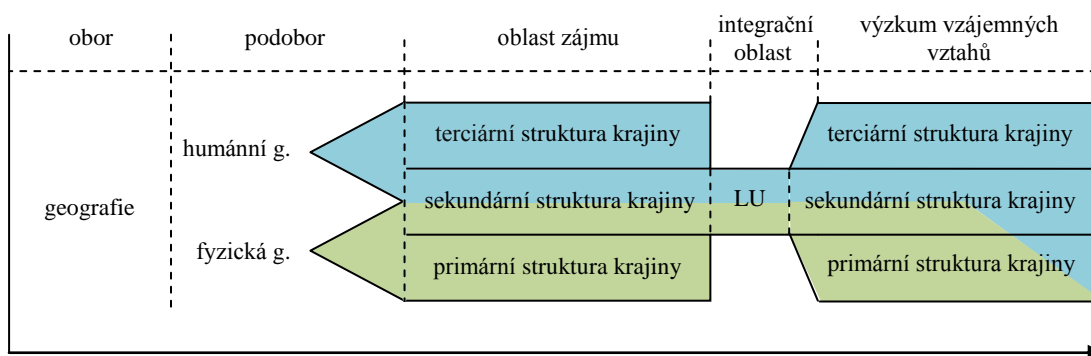 obor
podobor
oblast zájmu
integrační
oblast
výzkum vzájemných
vztahů
geografie
humánní g.
fyzická g.
terciární struktura krajiny
sekundární struktura krajiny
primární struktura krajiny
LU
terciární struktura krajiny
sekundární struktura krajiny
primární struktura krajiny